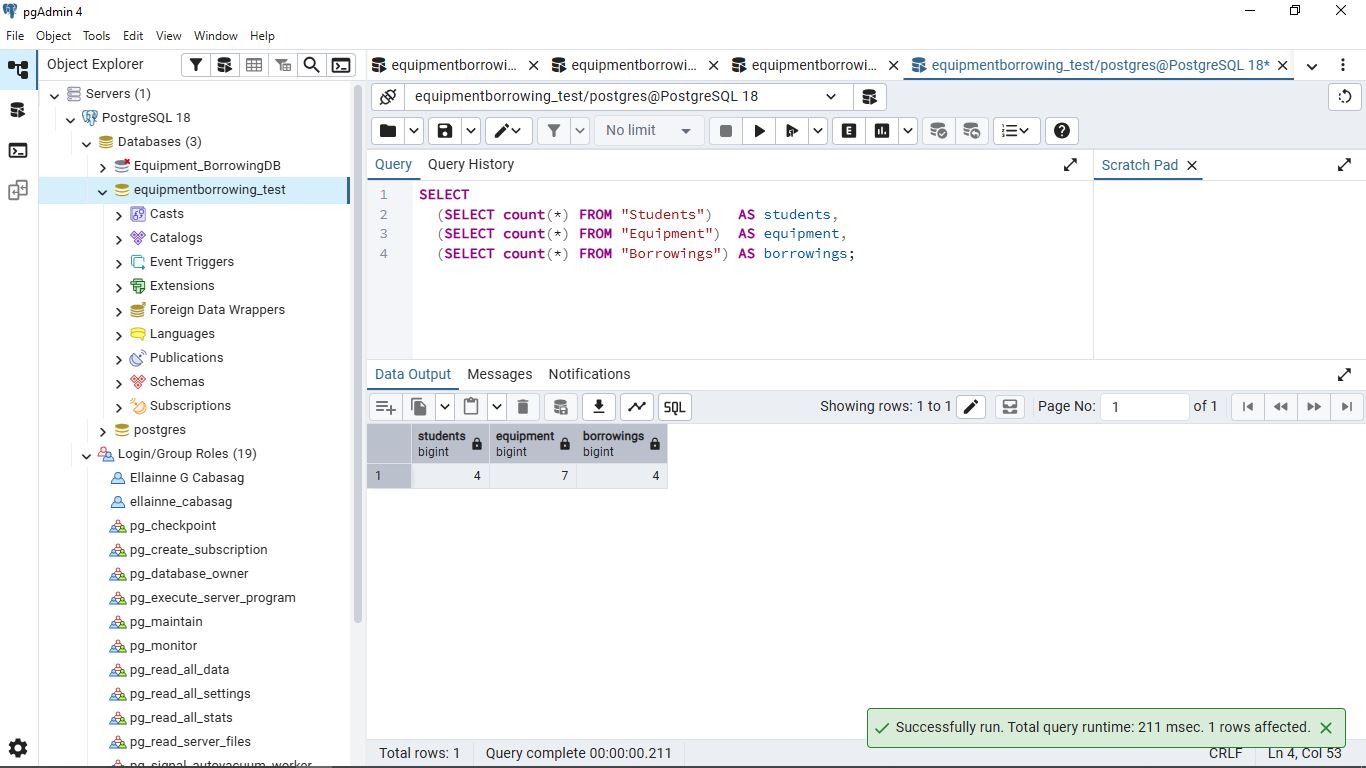 pgAdmin 4
File Object Tools Edit View Window Help
Object Explorer
Servers (1)
PostgreSQL 18
Databases (3)
Equipment_BorrowingDB
equipmentborrowing_test
Casts
Catalogs
Event Triggers
Extensions
Foreign Data Wrappers
Languages
Publications
Schemas
Subscriptions
postgres
Login/Group Roles (19)
Ellainne G Cabasag
ellainne_cabasag
pg_checkpoint
pg_create_subscription
pg_database_owner
pg_execute_server_program
pg_maintain
pg_monitor
pg_read_all_data
pg_read_all_settings
pg_read_all_stats
pg_read_server_files
pg_signal_autovacuum_worker
equipmentborrowi... equipmentborrowi... equipmentborrowi... equipmentborrowing_test/postgres@PostgreSQL 18*
equipmentborrowing_test/postgres@PostgreSQL 18
No limit E
Query Query History
1 SELECT
2 (SELECT count(*) FROM "Students") AS students,
3 (SELECT count(*) FROM "Equipment") AS equipment,
4 (SELECT count(*) FROM "Borrowings") AS borrowings;
Scratch Pad
Data Output Messages Notifications
SQL Showing rows: 1 to 1 Page No: 1 of 1
students equipment borrowings
bigint bigint bigint
1 4 7 4
Successfully run. Total query runtime: 211 msec. 1 rows affected.
Total rows: 1 Query complete 00:00:00.211 CRLF Ln 4, Col 53